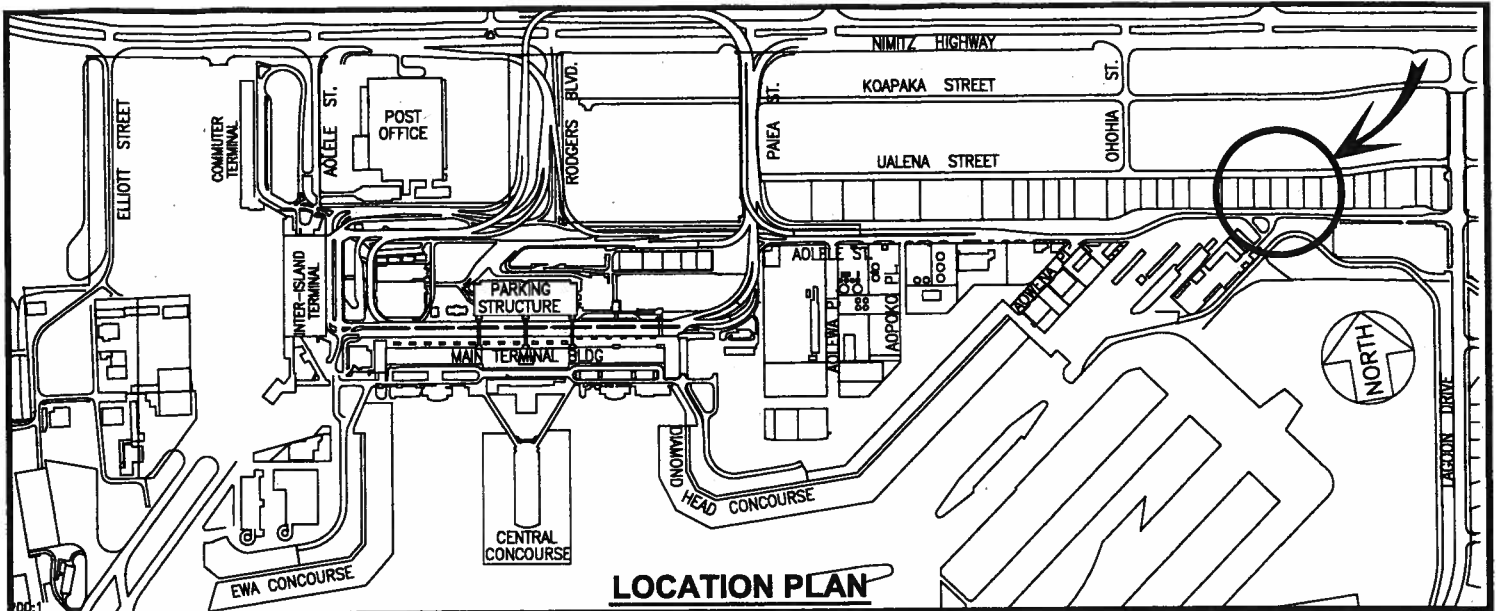 NIMITZ HIGHWAY
KOAPAKA STREET
UALENA STREET
ELLIOTT STREET
COMMUTER
TERMINAL
AOLELE ST.
POST
OFFICE
RODGERS BLVD.
PAIEA ST.
OHOHIA ST.
INTER-ISLAND
TERMINAL
PARKING
STRUCTURE
MAIN TERMINAL BLDG
AOLELE ST.
AOLEWA PL.
AOPOKO PL.
AOWENA PL.
NORTH
LAGOON DRIVE
DIAMOND
HEAD CONCOURSE
CENTRAL
CONCOURSE
EWA CONCOURSE
LOCATION PLAN